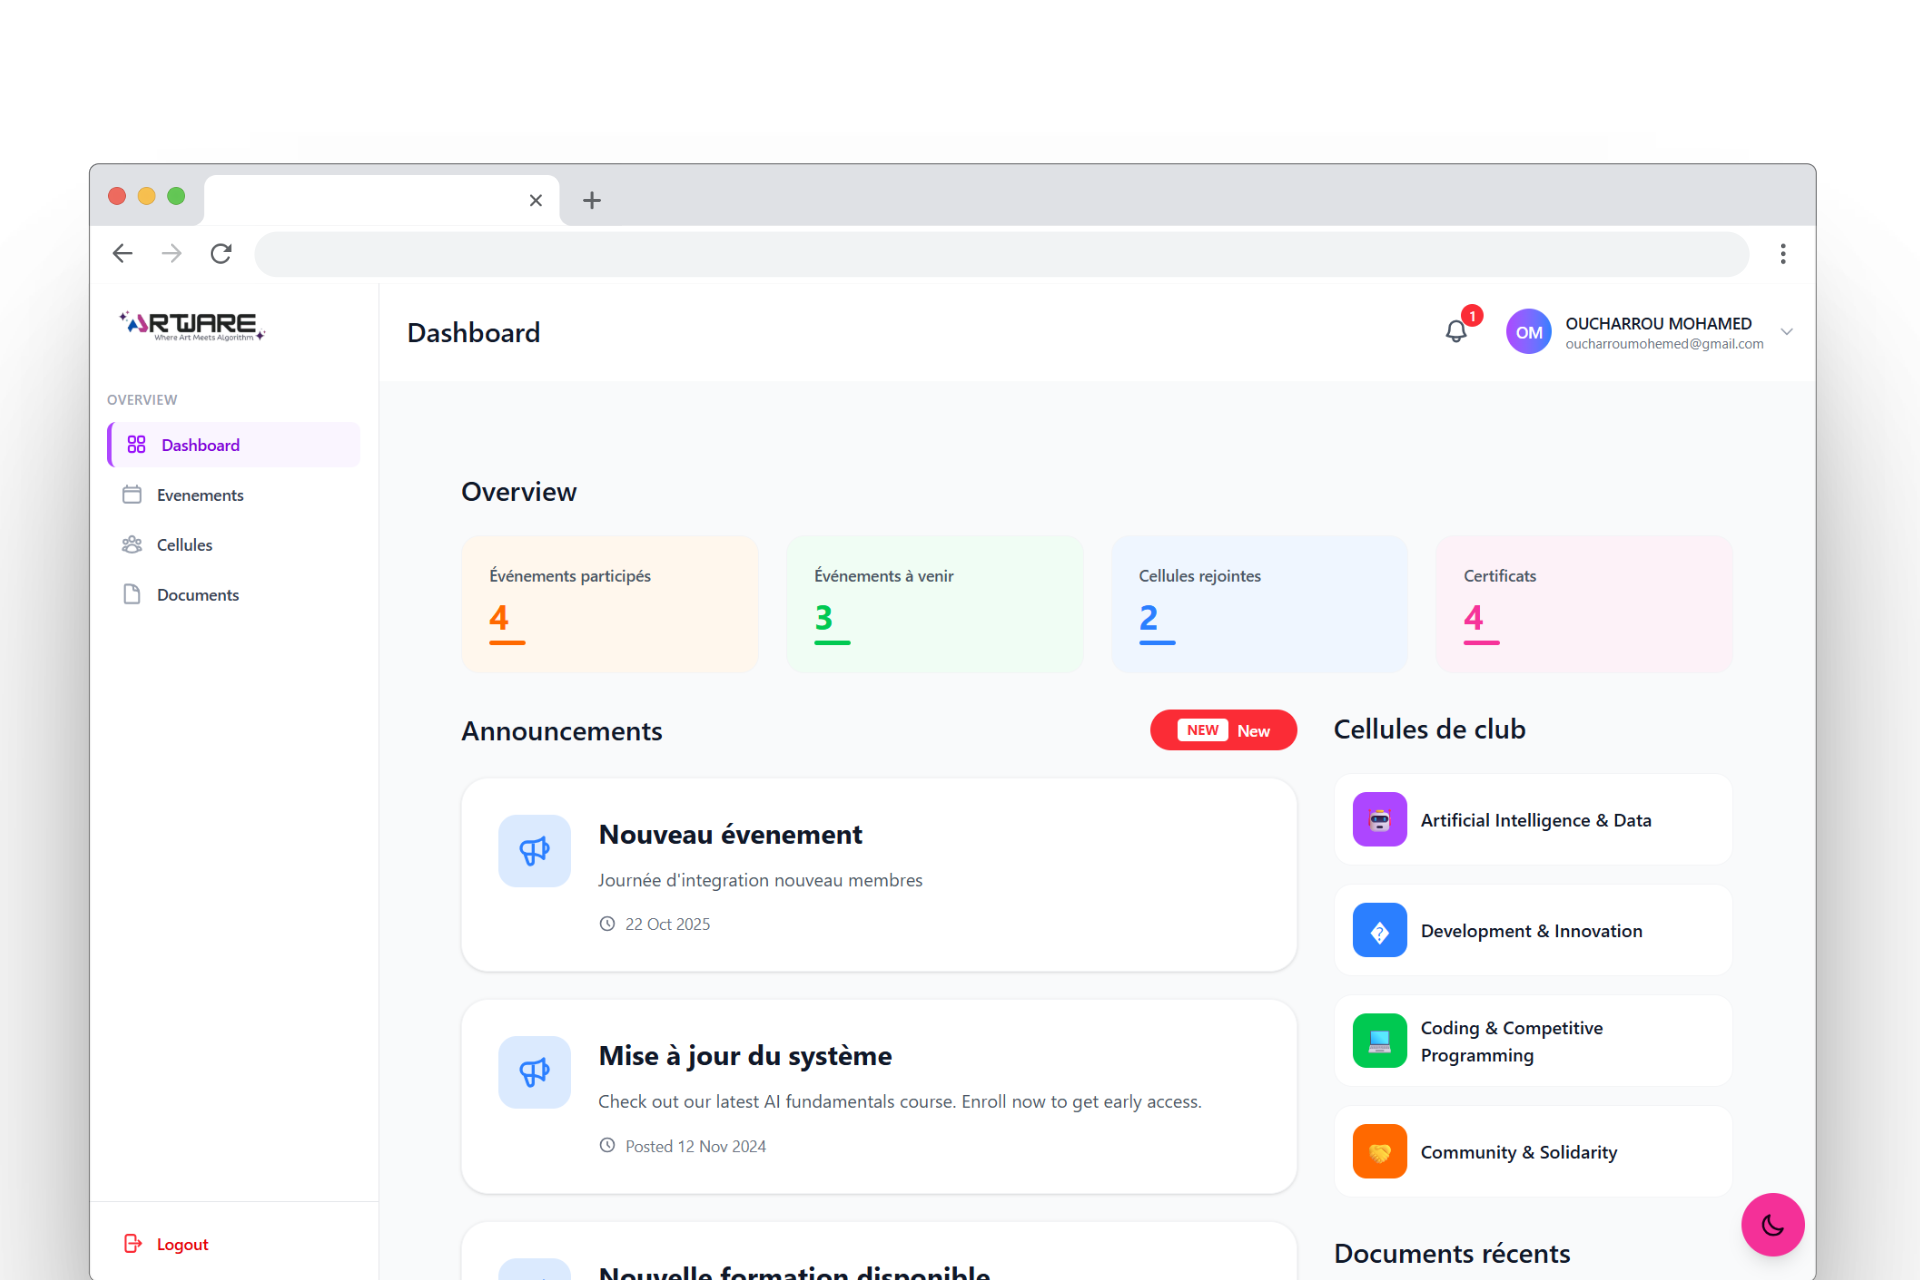 ARTWARE
Where Art Meets Algorithm
OVERVIEW
Dashboard
Evenements
Cellules
Documents
Logout
Dashboard
1
OM
OUCHARROU MOHAMED
oucharroumohemed@gmail.com
Overview
Événements participés
4
Événements à venir
3
Cellules rejointes
2
Certificats
4
Announcements
NEW New
Nouveau évenement
Journée d'integration nouveau membres
22 Oct 2025
Mise à jour du système
Check out our latest AI fundamentals course. Enroll now to get early access.
Posted 12 Nov 2024
Nouvelle formation disponible
Cellules de club
Artificial Intelligence & Data
Development & Innovation
Coding & Competitive
Programming
Community & Solidarity
Documents récents